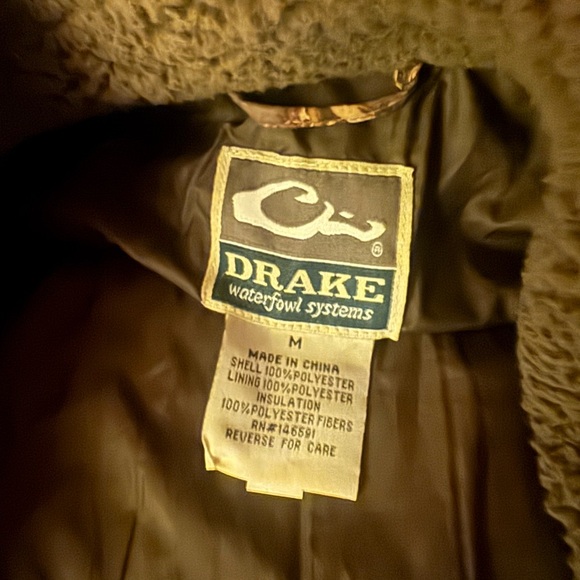 ®
DRAKE
waterfowl systems
M
MADE IN CHINA
SHELL 100%POLYESTER
LINING 100%POLYESTER
INSULATION
100%POLYESTER FIBERS
RN#146591
REVERSE FOR CARE